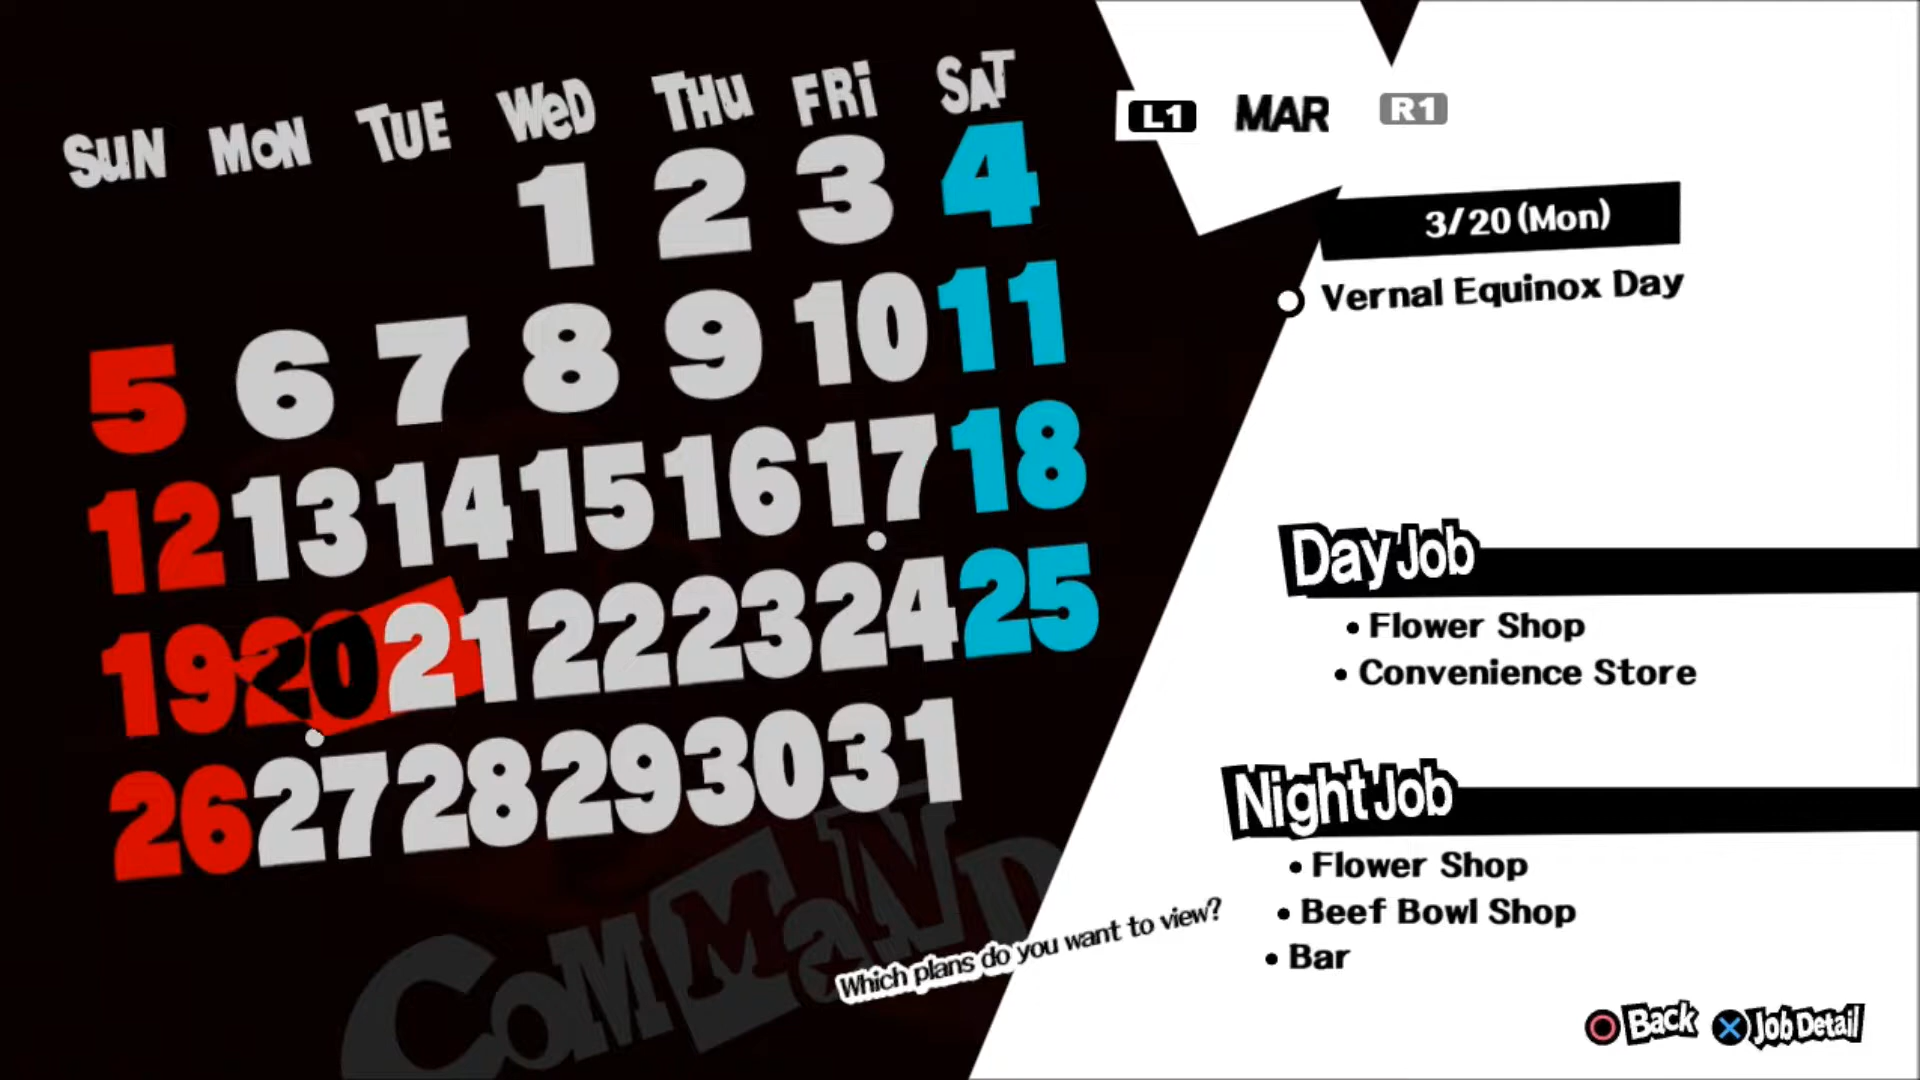 SuN MoN TUE WeD THu FRi SAT
1 2 3 4
5 6 7 8 9 10 11
12 13 14 15 16 17 18
19 20 21 22 23 24 25
26 27 28 29 30 31
CoMMaND
L1 MAR R1
3/20 (Mon)
Vernal Equinox Day
Day Job
• Flower Shop
• Convenience Store
Night Job
• Flower Shop
• Beef Bowl Shop
• Bar
Which plans do you want to view?
Back Job Detail